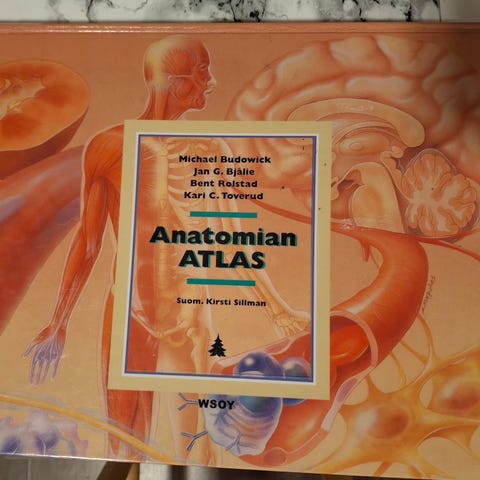 Michael Budowick
Jan G. Bjålie
Bent Rolstad
Kari C. Toverud
Anatomian
ATLAS
Suom. Kirsti Sillman
WSOY